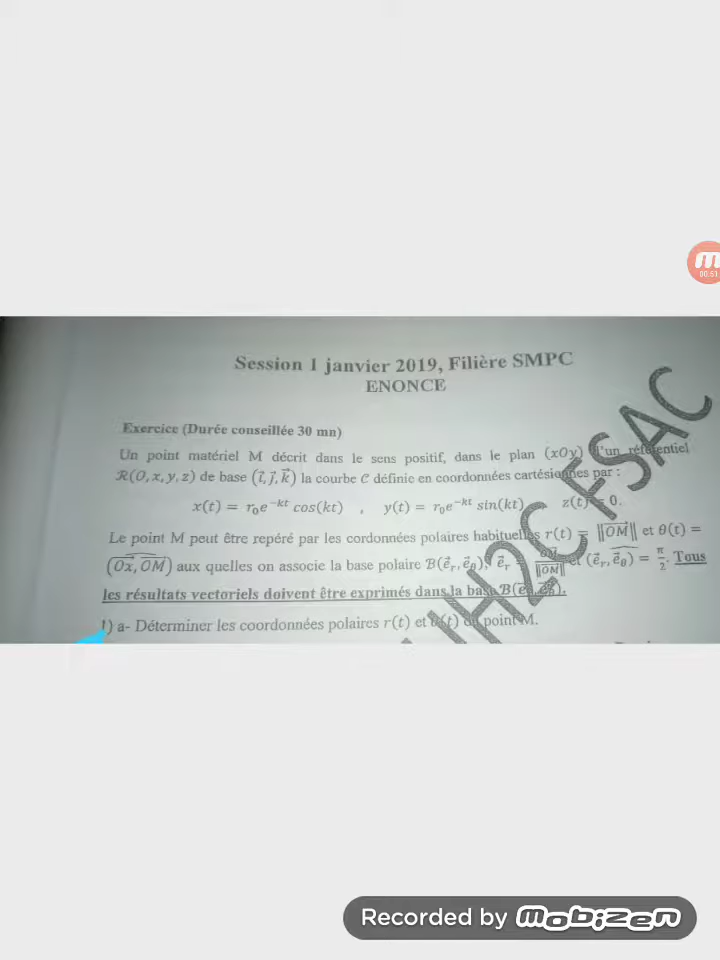 00:51
Session 1 janvier 2019, Filière SMPC
ENONCE
Exercice (Durée conseillée 30 mn)
Un point matériel M décrit dans le sens positif, dans le plan (xOy) d'un référentiel
ℛ(O, x, y, z) de base (i⃗, j⃗, k⃗) la courbe 𝒞 définie en coordonnées cartésiennes par :
x(t) = r₀e⁻ᵏᵗ cos(kt) , y(t) = r₀e⁻ᵏᵗ sin(kt) z(t) = 0.
Le point M peut être repéré par les cordonnées polaires habituelles r(t) = ‖OM⃗‖ et θ(t) =
(Ox⃗, OM⃗) aux quelles on associe la base polaire ℬ(e⃗ᵣ, e⃗θ), e⃗ᵣ = OM⃗/‖OM⃗‖ et (e⃗ᵣ, e⃗θ) = π/2. Tous
les résultats vectoriels doivent être exprimés dans la base ℬ(e⃗ᵣ, e⃗θ).
1) a- Déterminer les coordonnées polaires r(t) et θ(t) du point M.
UH2C FSAC
Recorded by mobizen